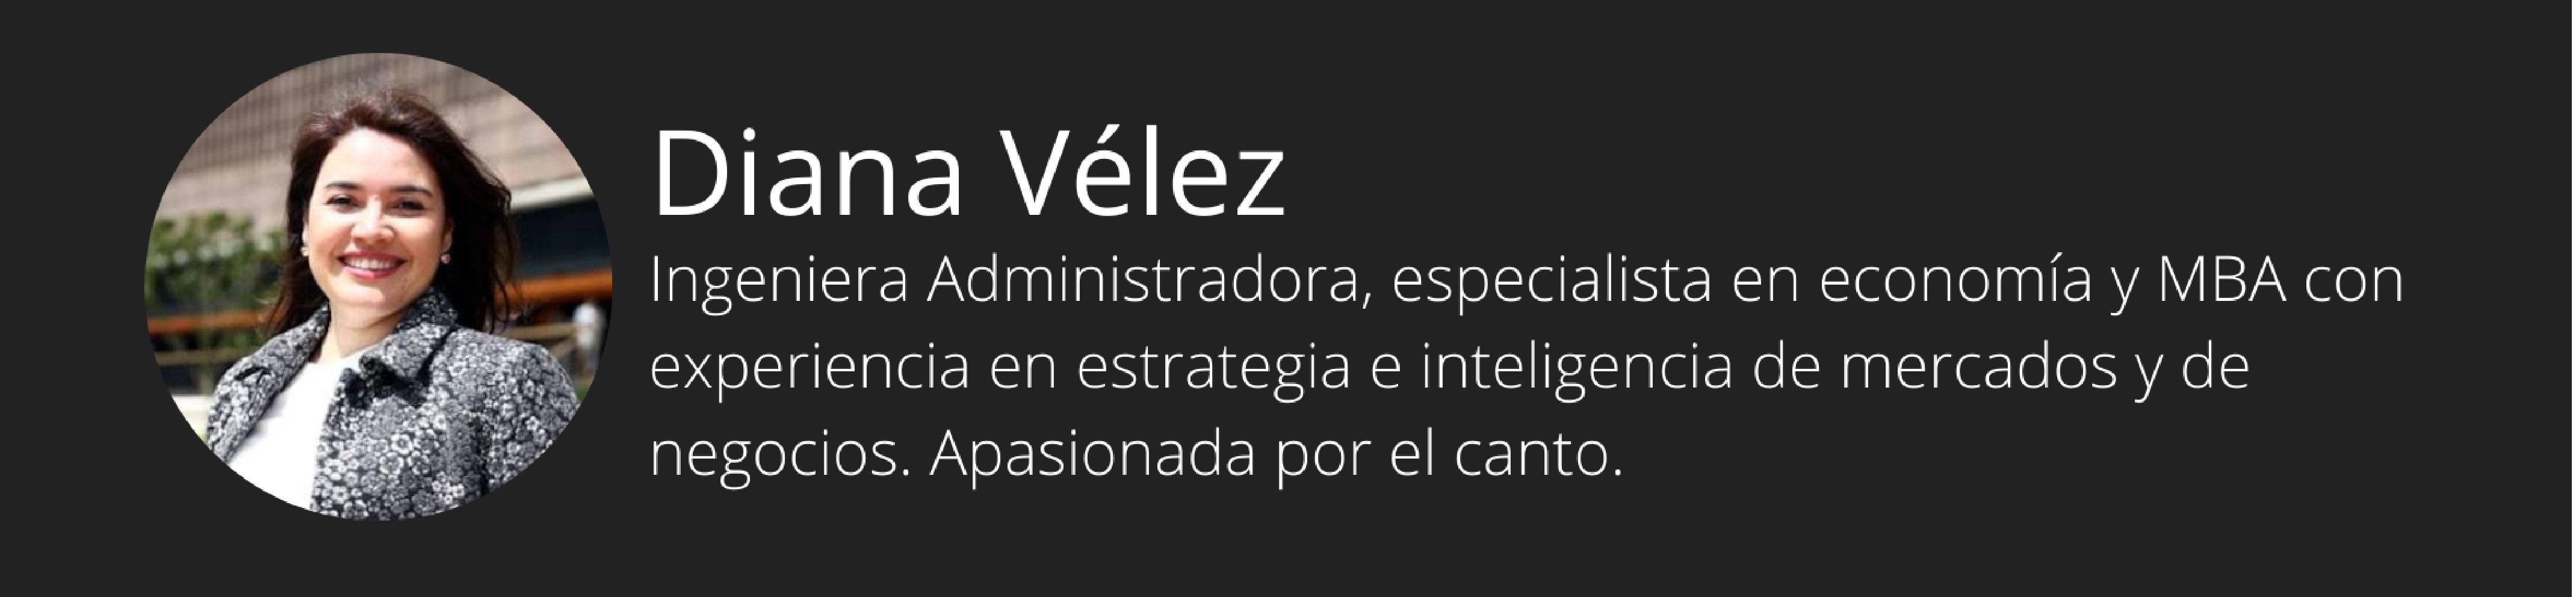 Diana Vélez
Ingeniera Administradora, especialista en economía y MBA con
experiencia en estrategia e inteligencia de mercados y de
negocios. Apasionada por el canto.